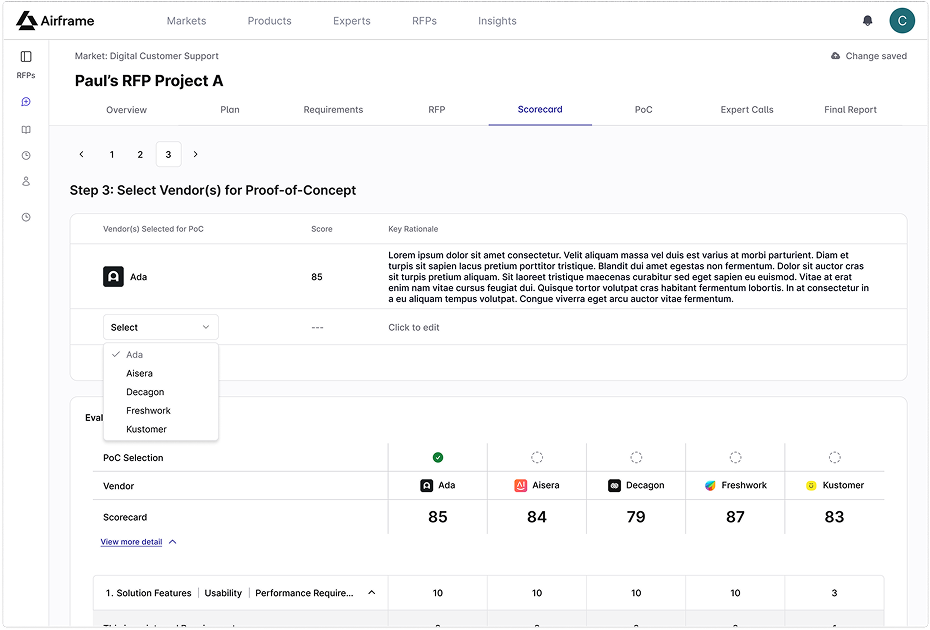 Airframe
Markets
Products
Experts
RFPs
Insights
C
RFPs
Market: Digital Customer Support
Change saved
Paul's RFP Project A
Overview
Plan
Requirements
RFP
Scorecard
PoC
Expert Calls
Final Report
1 2 3
Step 3: Select Vendor(s) for Proof-of-Concept
Vendor(s) Selected for PoC
Score
Key Rationale
Ada
85
Lorem ipsum dolor sit amet consectetur. Velit aliquam massa vel duis est varius at morbi parturient. Diam et
turpis sit sapien lacus pretium porttitor tristique. Blandit dui amet egestas non fermentum. Dolor sit auctor cras
sit turpis pretium aliquam. Sit laoreet tristique maecenas curabitur sed eget sapien eu euismod. Vitae at erat
enim nam vitae cursus feugiat dui. Quisque tortor volutpat cras habitant fermentum lobortis. In at consectetur in
a eu aliquam tempus volutpat. Congue viverra eget arcu auctor vitae fermentum.
Select
---
Click to edit
Ada
Aisera
Decagon
Freshwork
Kustomer
Eval
PoC Selection
Vendor
Ada
Aisera
Decagon
Freshwork
Kustomer
Scorecard
85
84
79
87
83
View more detail
1. Solution Features | Usability | Performance Require...
10
10
10
10
3